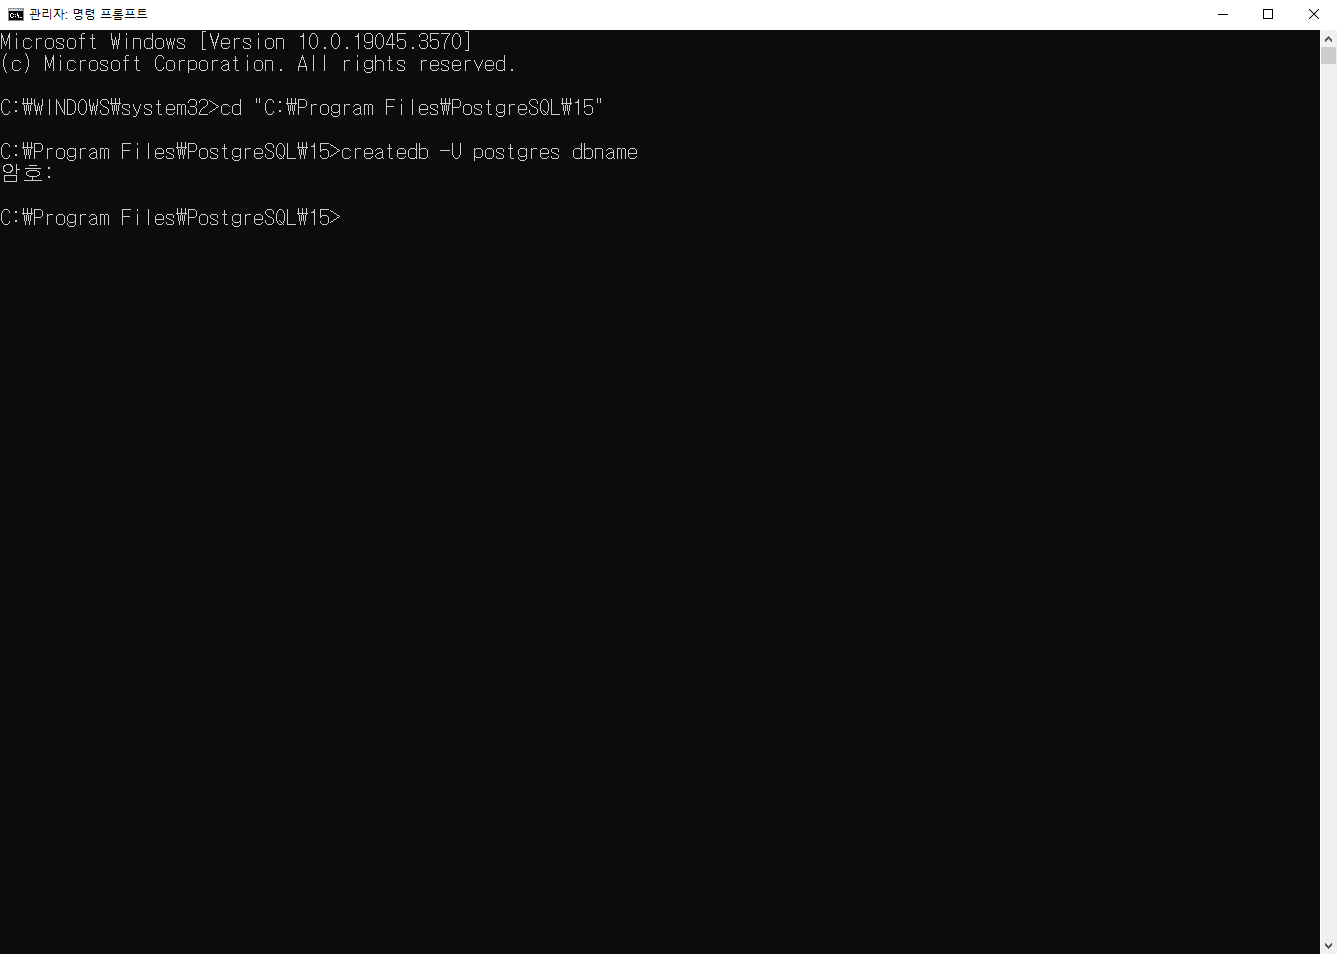 관리자: 명령 프롬프트
Microsoft Windows [Version 10.0.19045.3570]
(c) Microsoft Corporation. All rights reserved.
C:₩WINDOWS₩system32>cd "C:₩Program Files₩PostgreSQL₩15"
C:₩Program Files₩PostgreSQL₩15>createdb -U postgres dbname
암호:
C:₩Program Files₩PostgreSQL₩15>